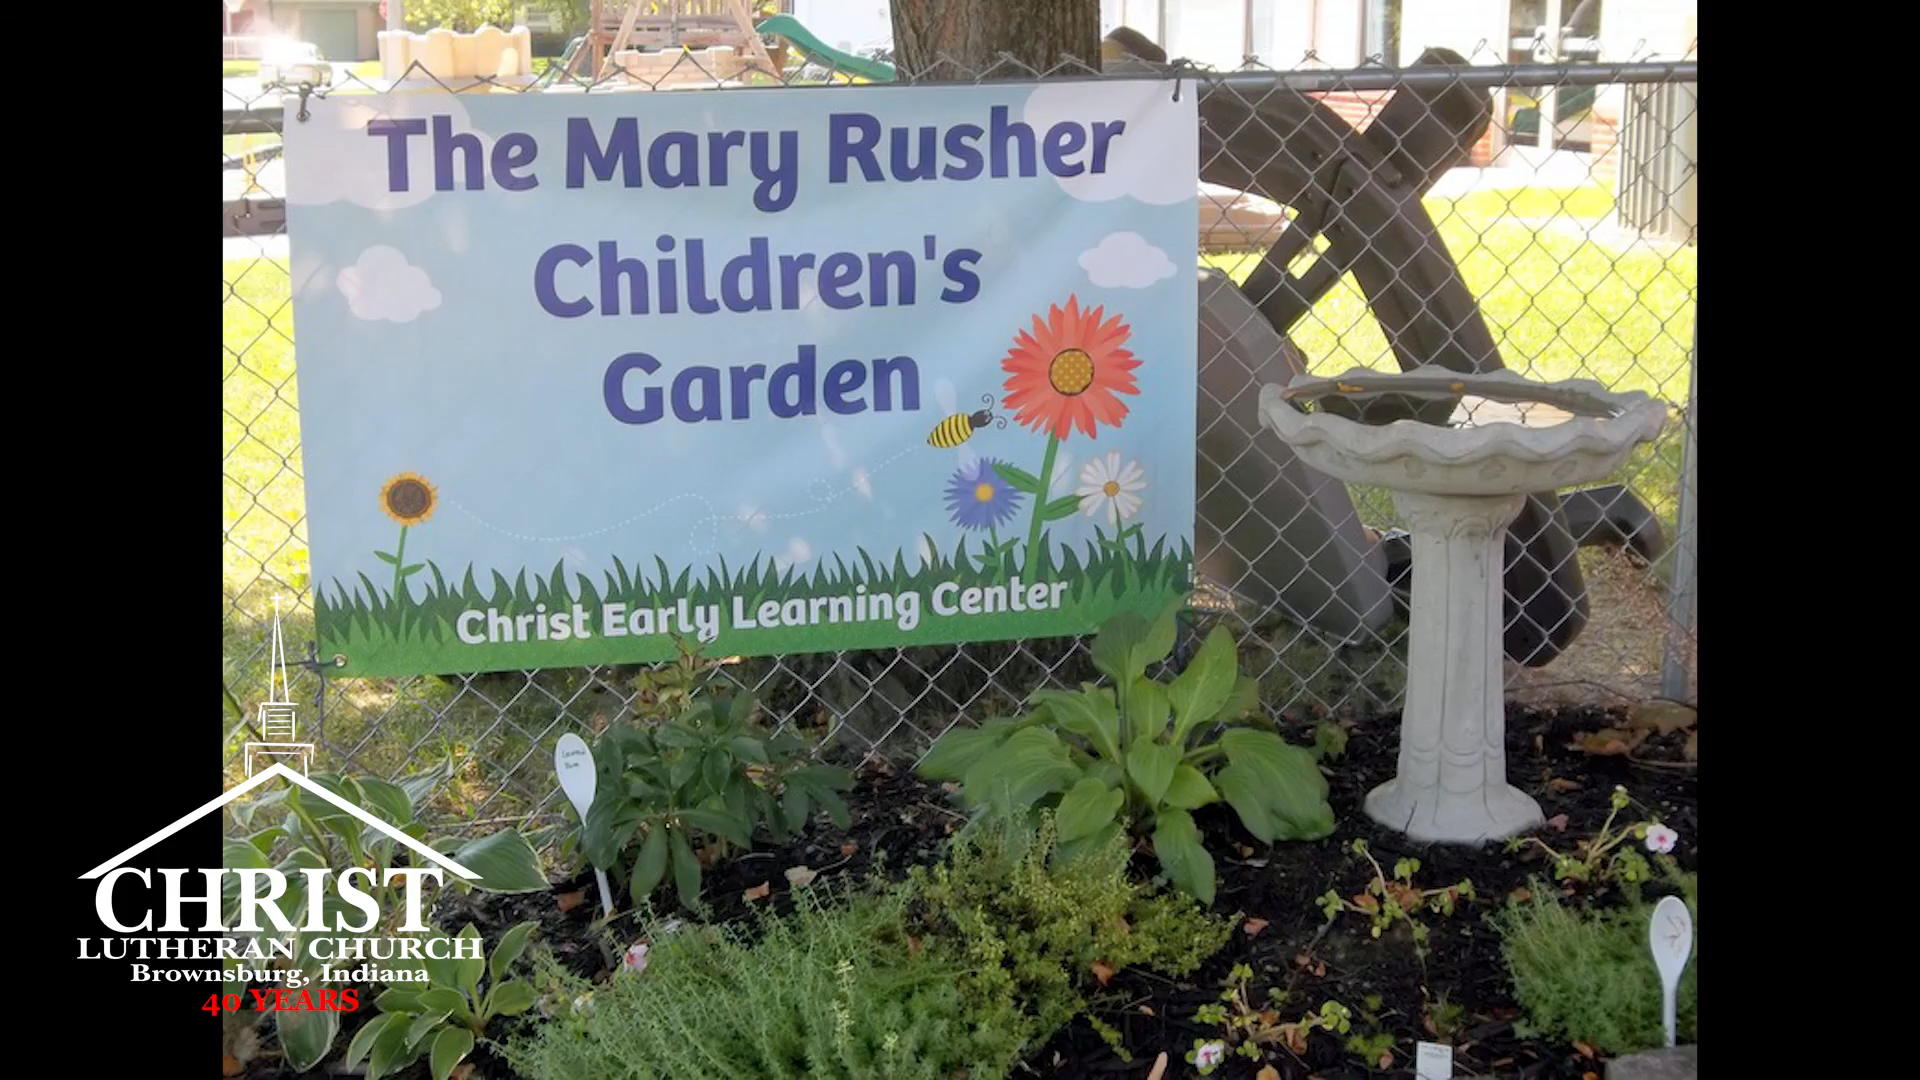 The Mary Rusher
Children's
Garden
Christ Early Learning Center
CHRIST
LUTHERAN CHURCH
Brownsburg, Indiana
40 YEARS